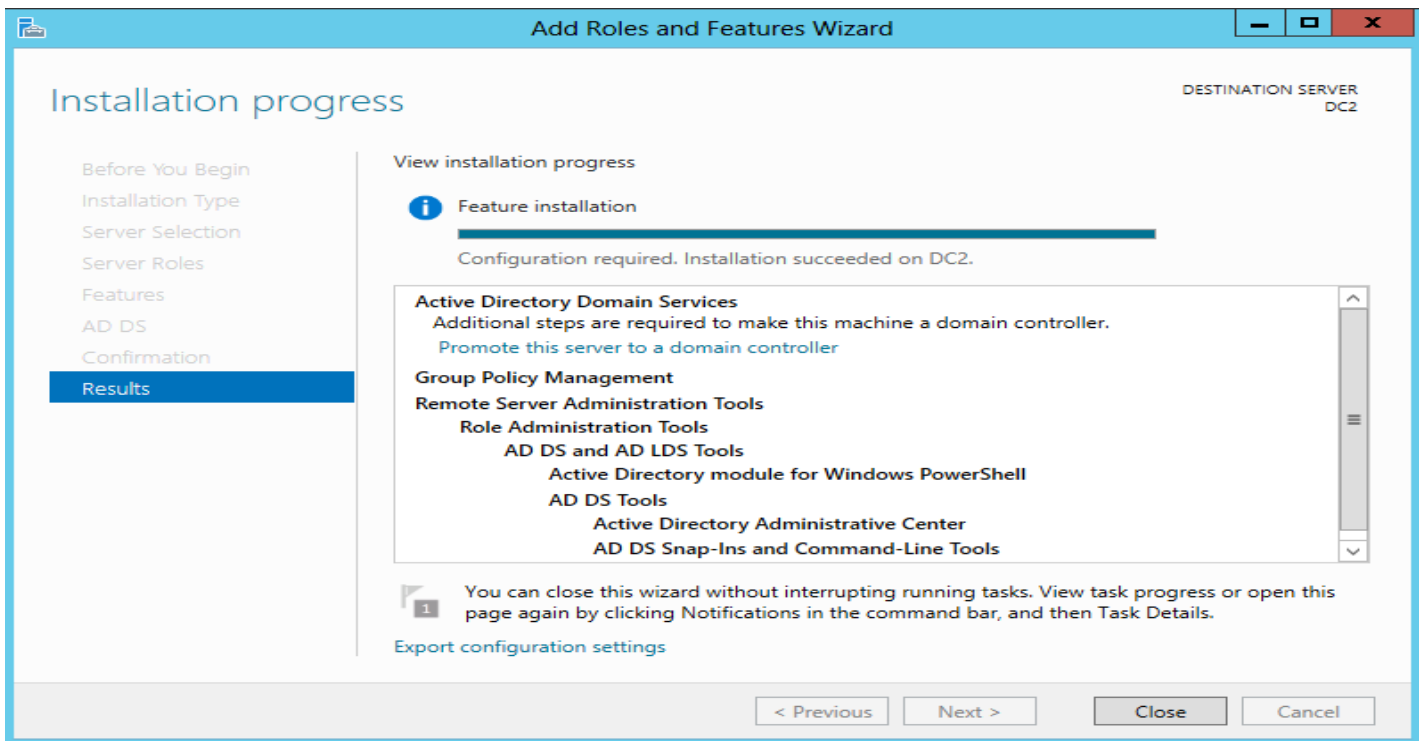 Add Roles and Features Wizard
Installation progress
DESTINATION SERVER
DC2
Before You Begin
Installation Type
Server Selection
Server Roles
Features
AD DS
Confirmation
Results
View installation progress
Feature installation
Configuration required. Installation succeeded on DC2.
Active Directory Domain Services
Additional steps are required to make this machine a domain controller.
Promote this server to a domain controller
Group Policy Management
Remote Server Administration Tools
Role Administration Tools
AD DS and AD LDS Tools
Active Directory module for Windows PowerShell
AD DS Tools
Active Directory Administrative Center
AD DS Snap-Ins and Command-Line Tools
1
You can close this wizard without interrupting running tasks. View task progress or open this
page again by clicking Notifications in the command bar, and then Task Details.
Export configuration settings
< Previous
Next >
Close
Cancel